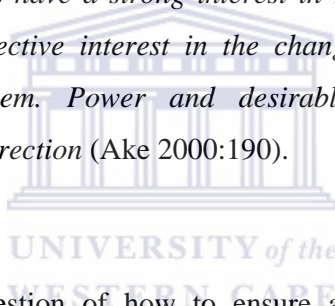 have a strong interest in
ective interest in the chang
em. Power and desirabl
rection (Ake 2000:190).
UNIVERSITY of the
estion of how to ensure a
WESTERN CAPE